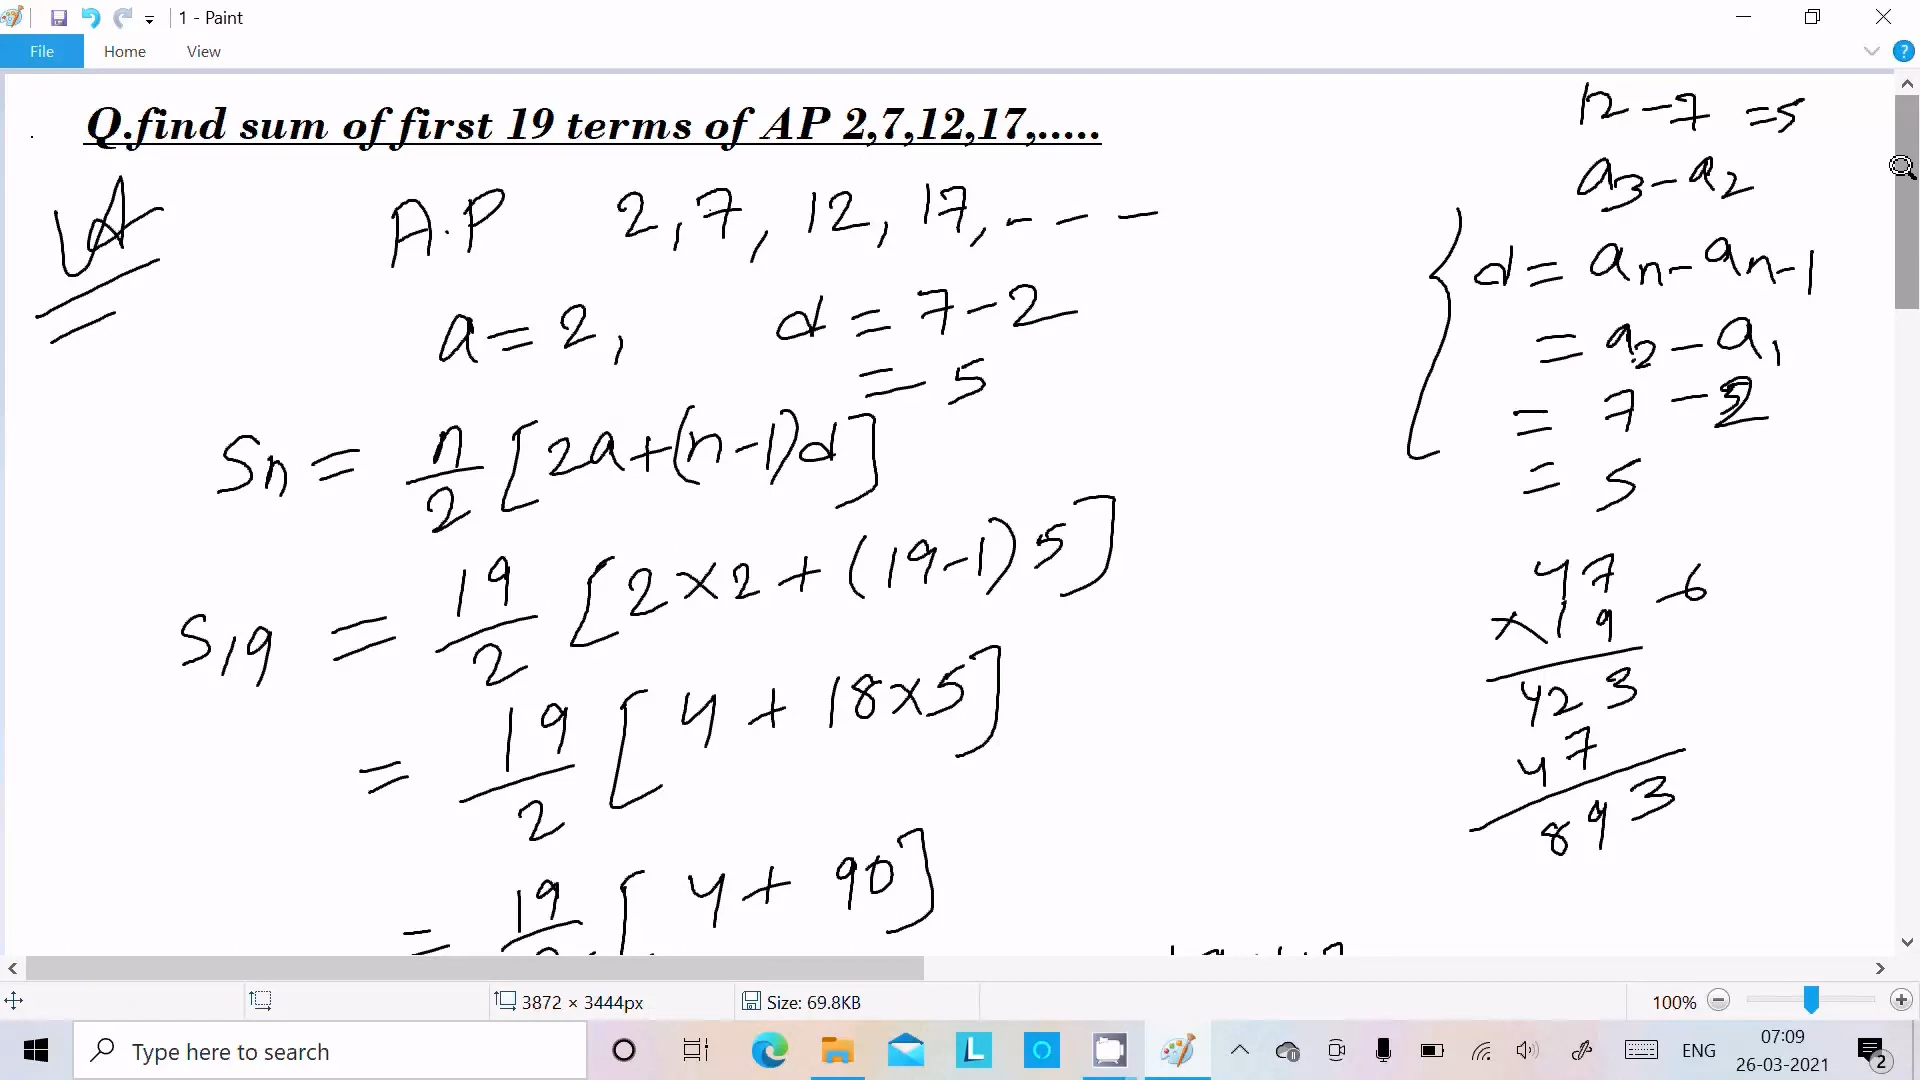 1 - Paint
File Home View
Q.find sum of first 19 terms of AP 2,7,12,17,.....
A.P 2, 7, 12, 17, - - -
a = 2, d = 7 - 2
= 5
Sn = n/2 [2a+(n-1)d]
S19 = 19/2 [2×2+(19-1)5]
= 19/2 [4 + 18×5]
= 19 [4 + 90]
12 - 7 = 5
a3 - a2
d = an - an-1
= a2 - a1
= 7 - 2
= 5
47 6
×19
423
47
893
3872 × 3444px
Size: 69.8KB
100%
Type here to search
ENG
07:09
26-03-2021
2